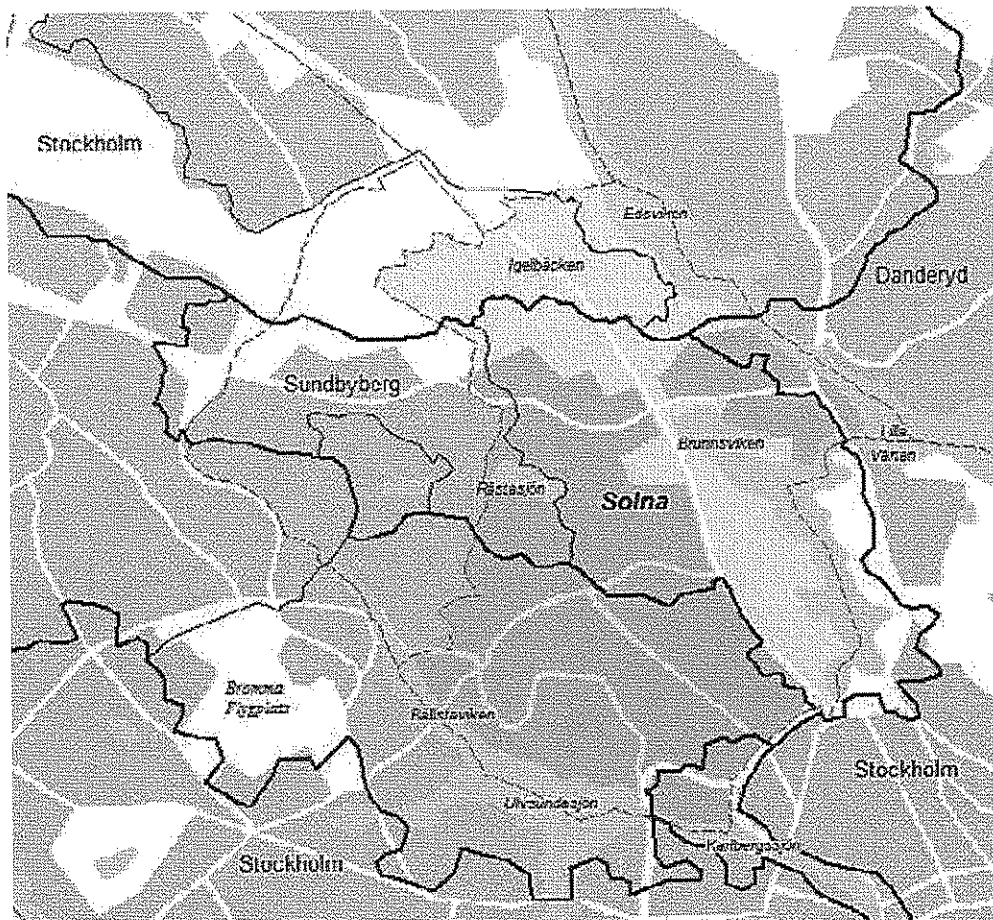 Stockholm
Edsviken
Igelbäcken
Danderyd
Sundbyberg
Brunnsviken
Lilla
Värtan
Råstasjön
Solna
Bromma
Flygplats
Bällstaviken
Stockholm
Ulvsundasjön
Karlbergssjön
Stockholm